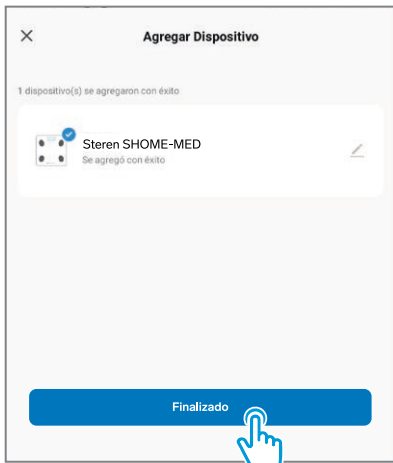 Agregar Dispositivo
1 dispositivo(s) se agregaron con éxito
Steren SHOME-MED
Se agregó con éxito
Finalizado